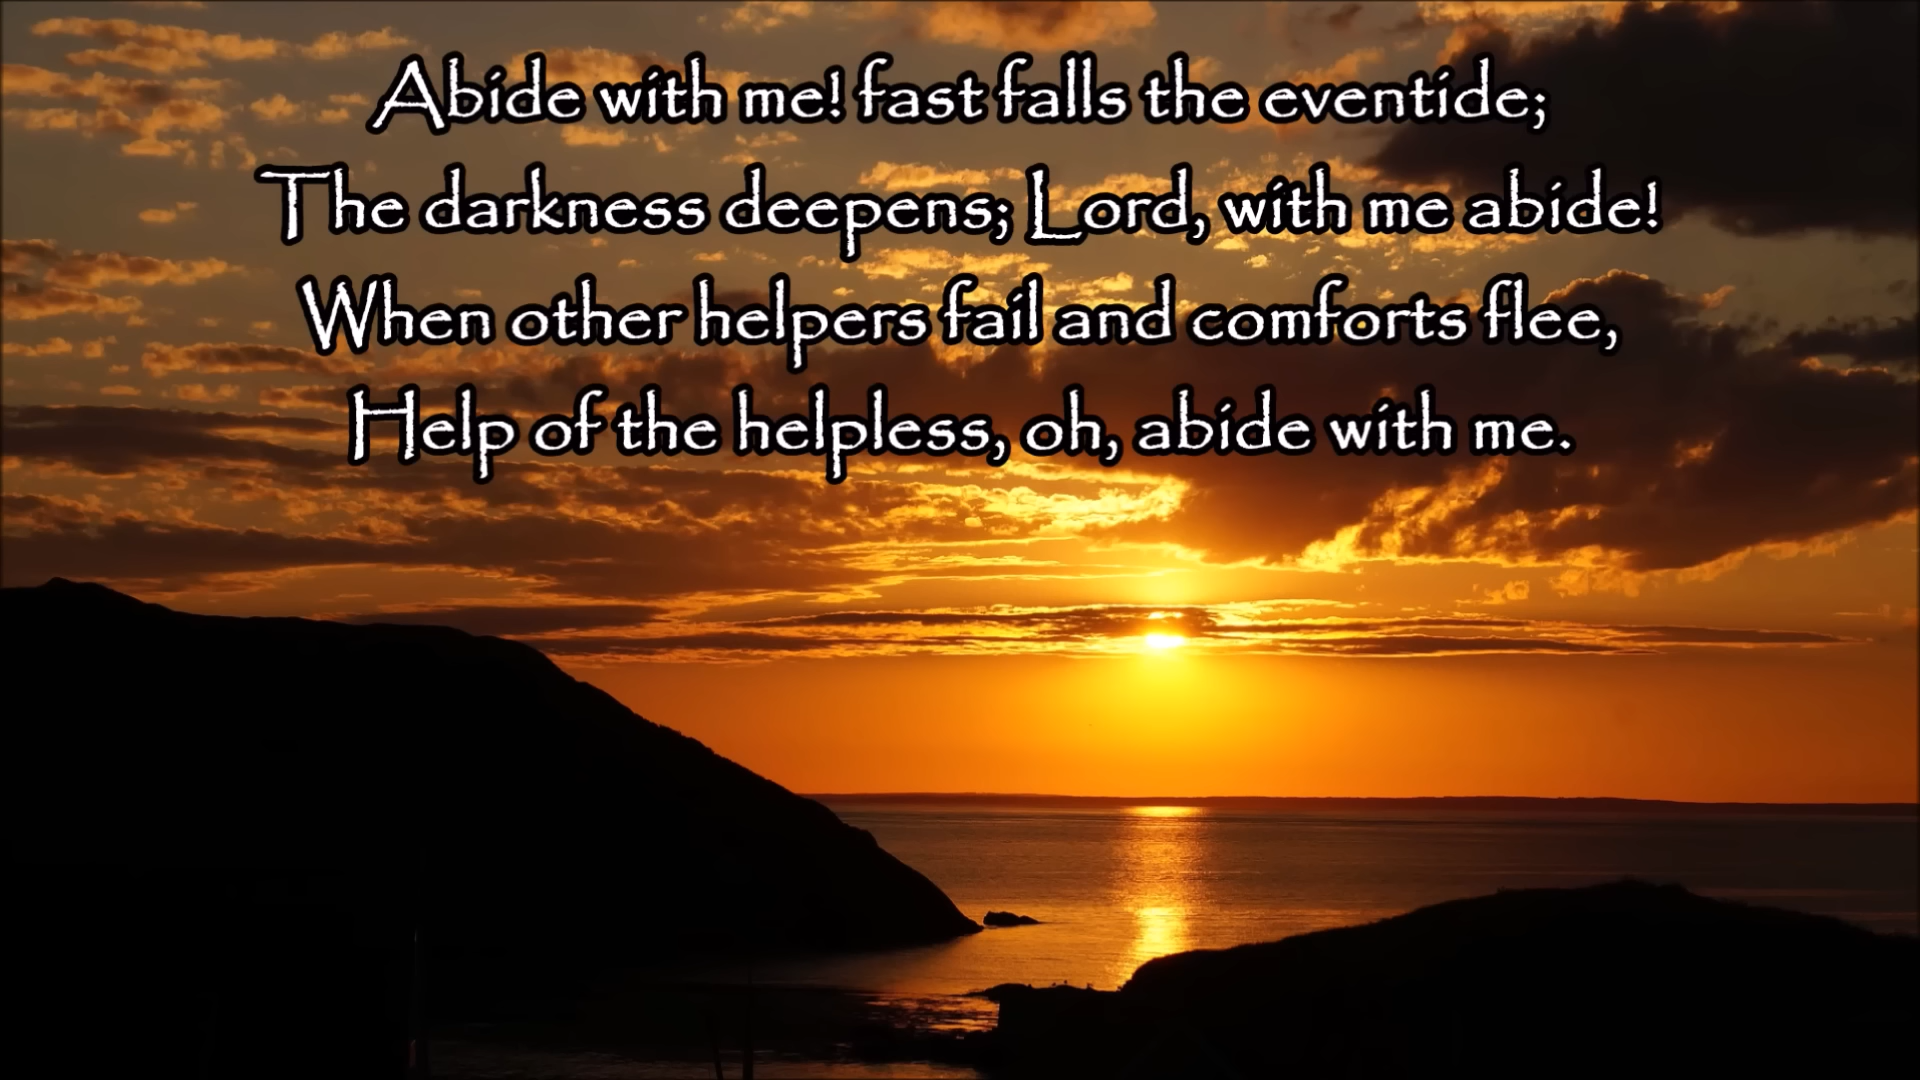 Abide with me! fast falls the eventide;
The darkness deepens; Lord, with me abide!
When other helpers fail and comforts flee,
Help of the helpless, oh, abide with me.